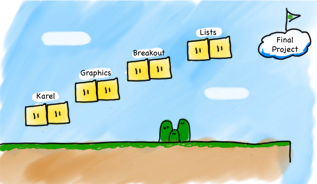 Lists
Final
Project
Breakout
Graphics
Karel